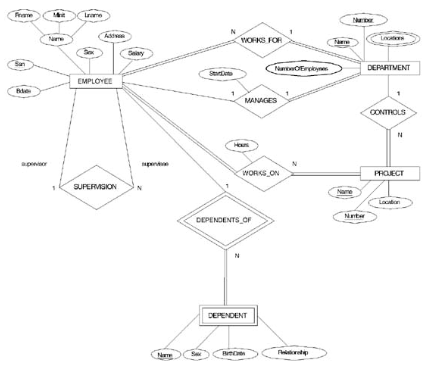 Fname Minit Lname
Number
Name
Address
N
WORKS_FOR
1
Name
Locations
Sex
Salary
Ssn
StartDate
NumberOfEmployees
DEPARTMENT
EMPLOYEE
Bdate
1
MANAGES
1
1
CONTROLS
Hours
N
supervisor
supervisee
N
WORKS_ON
PROJECT
1
SUPERVISION
N
1
Name
Location
Number
DEPENDENTS_OF
N
DEPENDENT
Name
Sex
BirthDate
Relationship